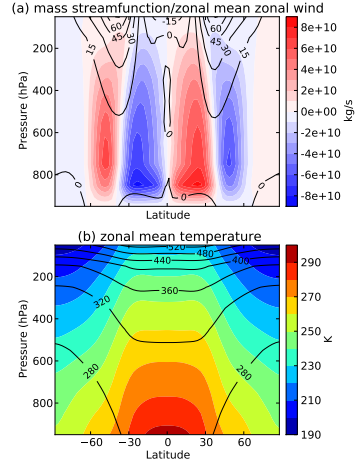 (a) mass streamfunction/zonal mean zonal wind
60
45
30
15
-15
0
60
45
30
15
0
0
0
0
200
400
600
800
Pressure (hPa)
Latitude
8e+10
6e+10
4e+10
2e+10
0e+00
-2e+10
-4e+10
-6e+10
-8e+10
kg/s
(b) zonal mean temperature
520
480
440
400
360
320
280
280
200
400
600
800
Pressure (hPa)
−60
−30
0
30
60
Latitude
290
270
250
230
210
190
K